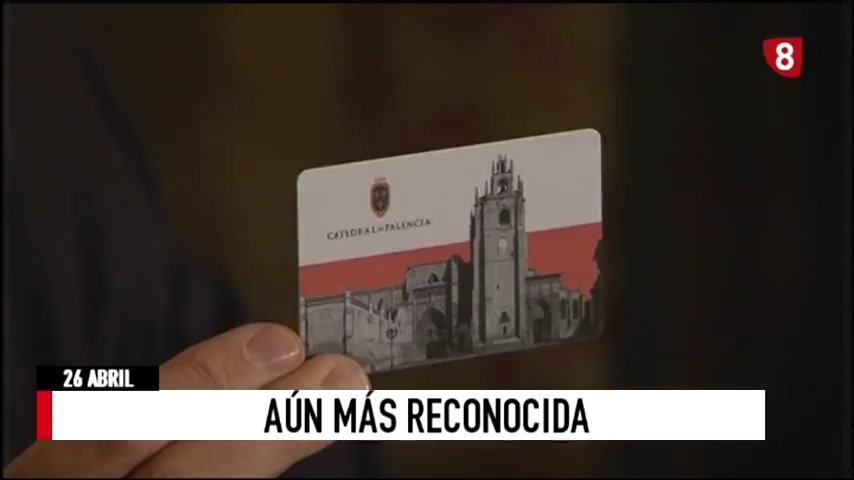 8
CATEDRAL DE PALENCIA
26 ABRIL
AÚN MÁS RECONOCIDA